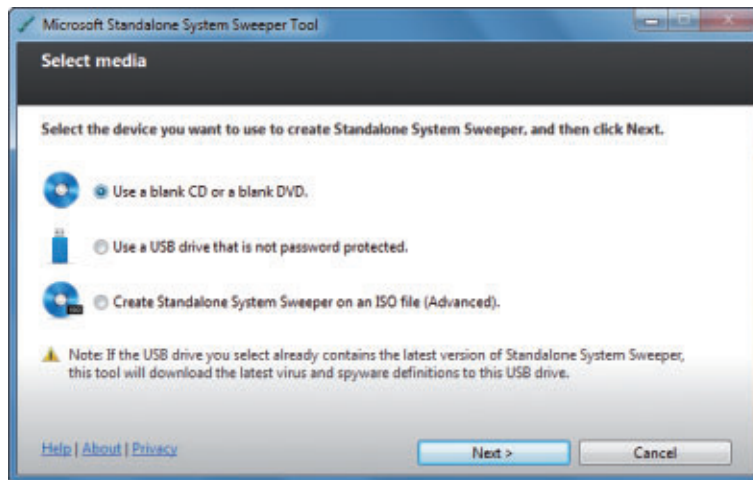 Microsoft Standalone System Sweeper Tool
Select media
Select the device you want to use to create Standalone System Sweeper, and then click Next.
Use a blank CD or a blank DVD.
Use a USB drive that is not password protected.
Create Standalone System Sweeper on an ISO file (Advanced).
Note: If the USB drive you select already contains the latest version of Standalone System Sweeper,
this tool will download the latest virus and spyware definitions to this USB drive.
Help | About | Privacy
Next >
Cancel